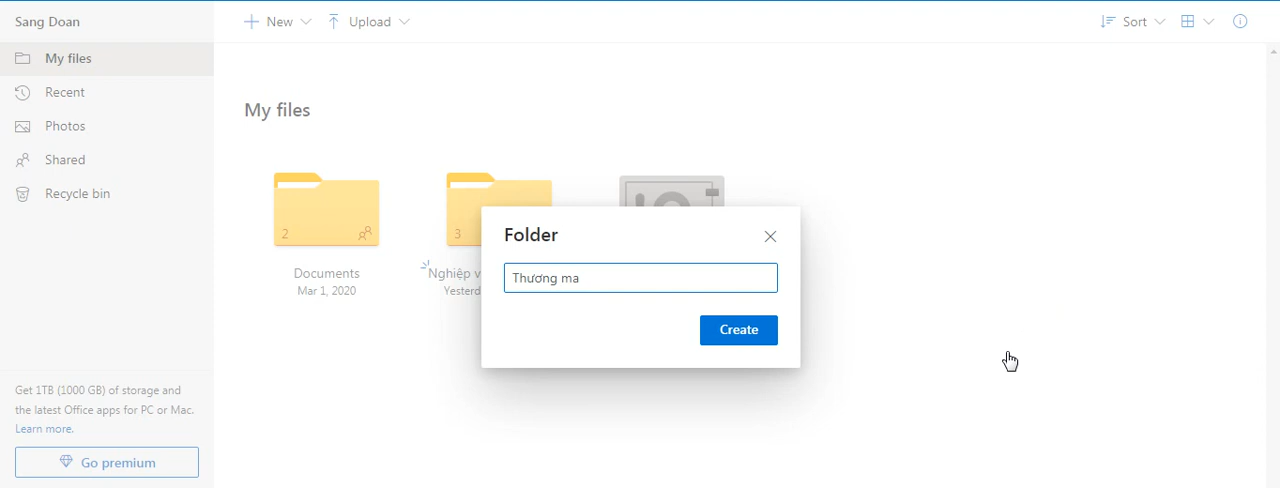 Sang Doan
New
Upload
Sort
My files
Recent
Photos
Shared
Recycle bin
Get 1TB (1000 GB) of storage and
the latest Office apps for PC or Mac.
Learn more.
Go premium
My files
2
3
Documents
Mar 1, 2020
Nghiệp
Folder
Thương ma
Create